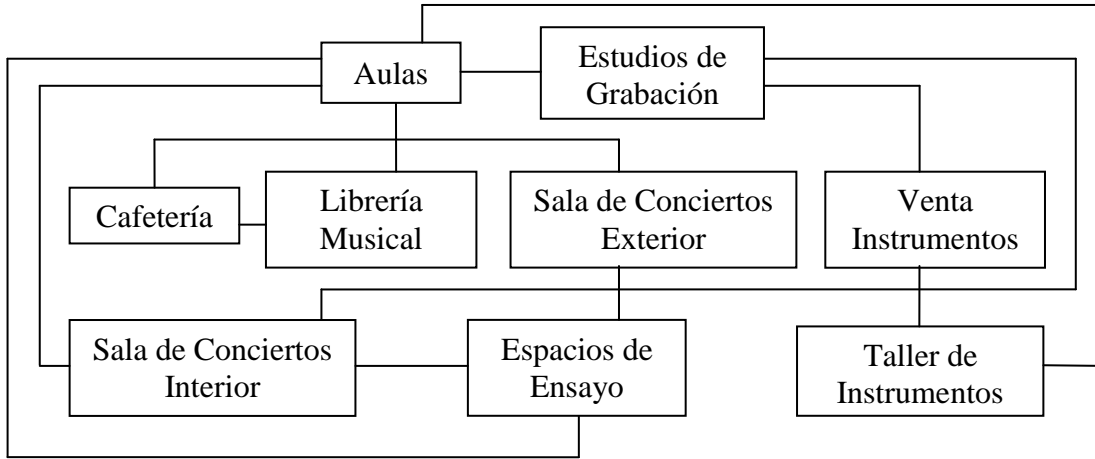 Aulas
Estudios de
Grabación
Cafetería
Librería
Musical
Sala de Conciertos
Exterior
Venta
Instrumentos
Sala de Conciertos
Interior
Espacios de
Ensayo
Taller de
Instrumentos